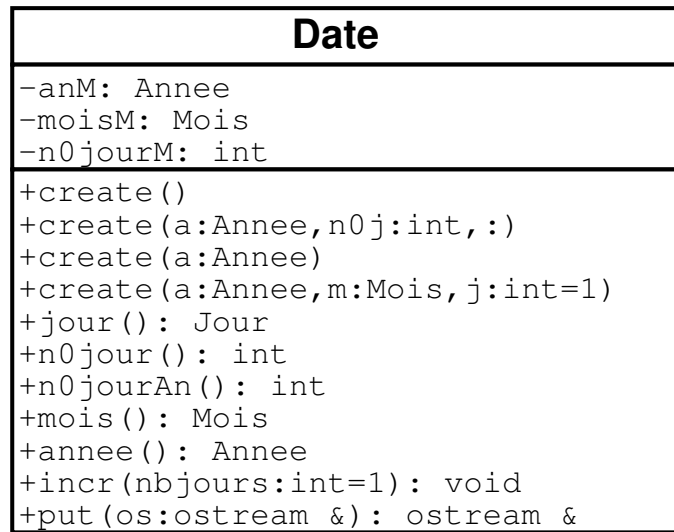 Date
-anM: Annee
-moisM: Mois
-n0jourM: int
+create()
+create(a:Annee,n0j:int,:)
+create(a:Annee)
+create(a:Annee,m:Mois,j:int=1)
+jour(): Jour
+n0jour(): int
+n0jourAn(): int
+mois(): Mois
+annee(): Annee
+incr(nbjours:int=1): void
+put(os:ostream &): ostream &